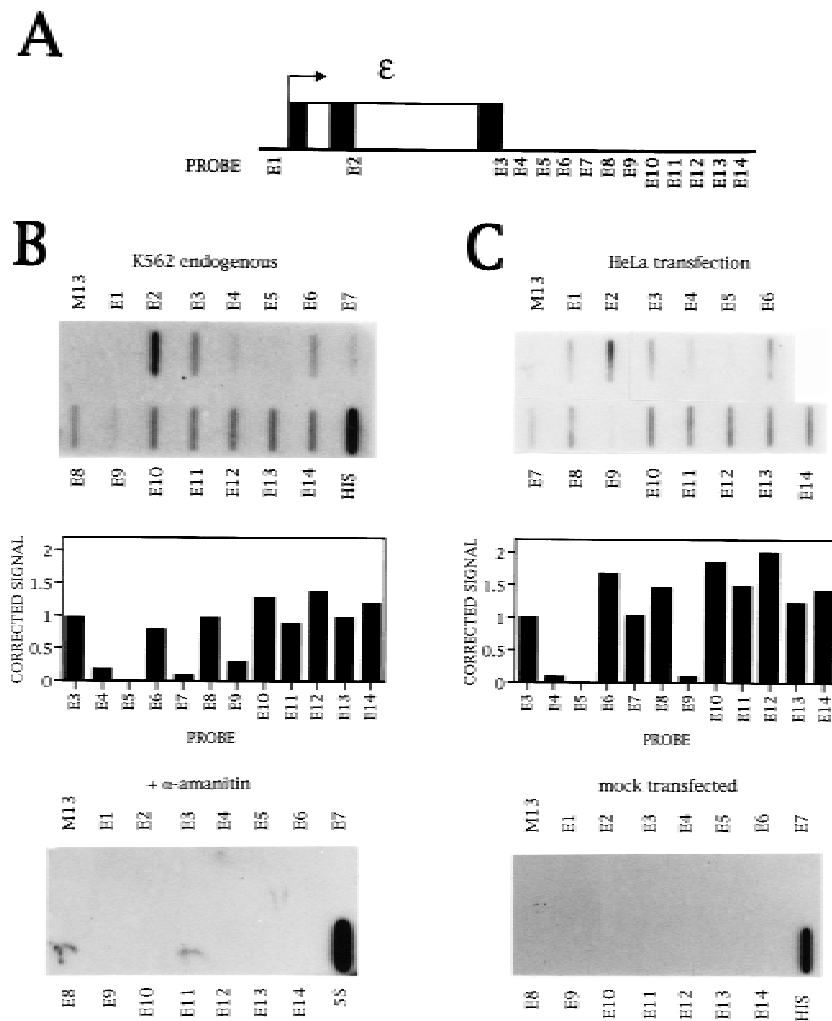 A
ε
PROBE E1 E2 E3 E4 E5 E6 E7 E8 E9 E10 E11 E12 E13 E14
B
K562 endogenous
M13 E1 E2 E3 E4 E5 E6 E7
E8 E9 E10 E11 E12 E13 E14 HIS
CORRECTED SIGNAL
2
1.5
1
0.5
0
E3 E4 E5 E6 E7 E8 E9 E10 E11 E12 E13 E14
PROBE
+ α-amanitin
M13 E1 E2 E3 E4 E5 E6 E7
E8 E9 E10 E11 E12 E13 E14 5S
C
HeLa transfection
M13 E1 E2 E3 E4 E5 E6
E7 E8 E9 E10 E11 E12 E13 E14
CORRECTED SIGNAL
2
1.5
1
0.5
0
E3 E4 E5 E6 E7 E8 E9 E10 E11 E12 E13 E14
PROBE
mock transfected
M13 E1 E2 E3 E4 E5 E6 E7
E8 E9 E10 E11 E12 E13 E14 HIS